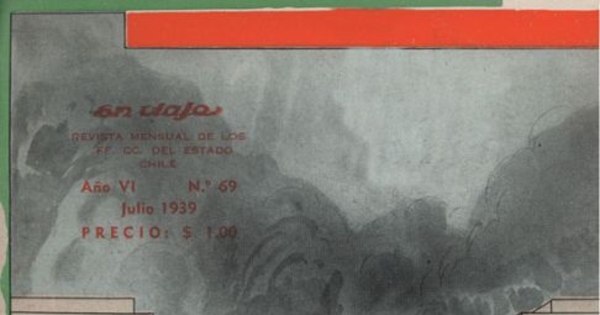 en viaje
REVISTA MENSUAL DE LOS
FF. CC. DEL ESTADO
CHILE
Año VI N.º 69
Julio 1939
PRECIO: $ 1.00